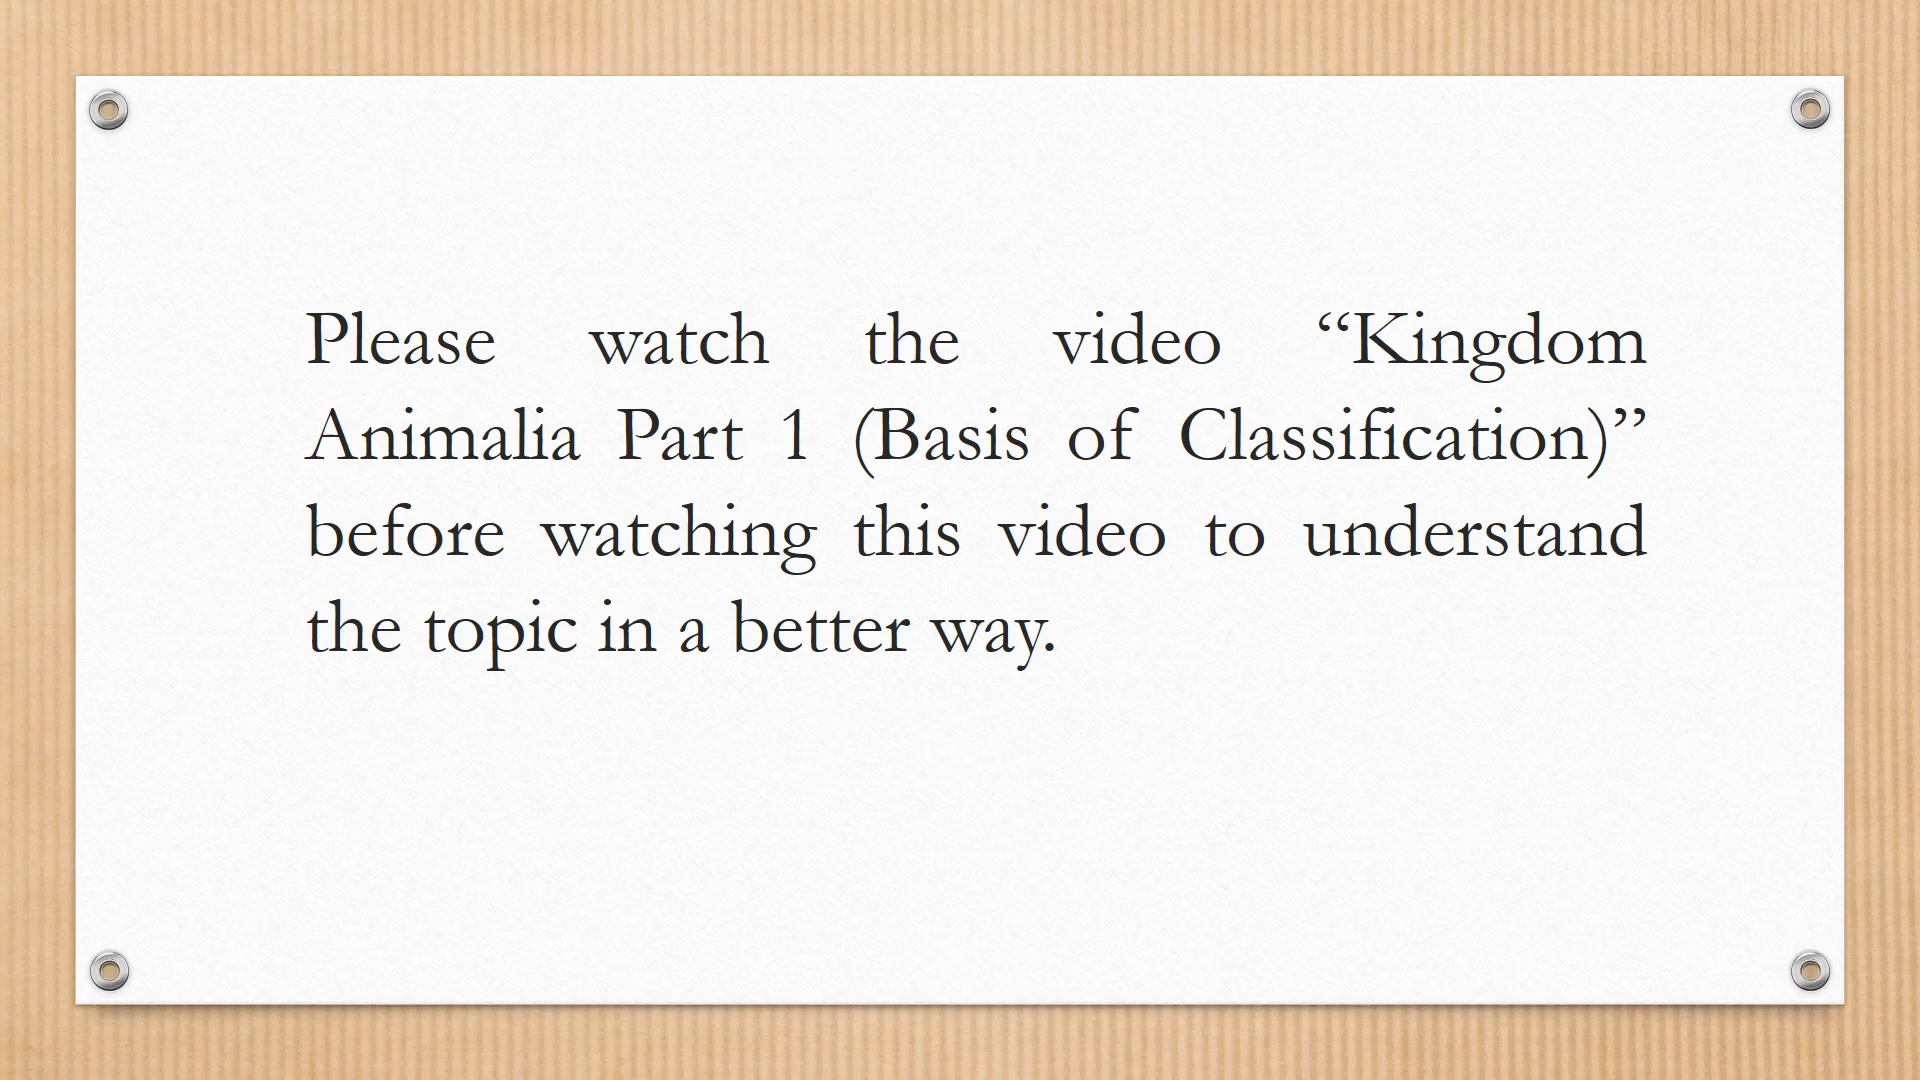 Please watch the video “Kingdom
Animalia Part 1 (Basis of Classification)”
before watching this video to understand
the topic in a better way.